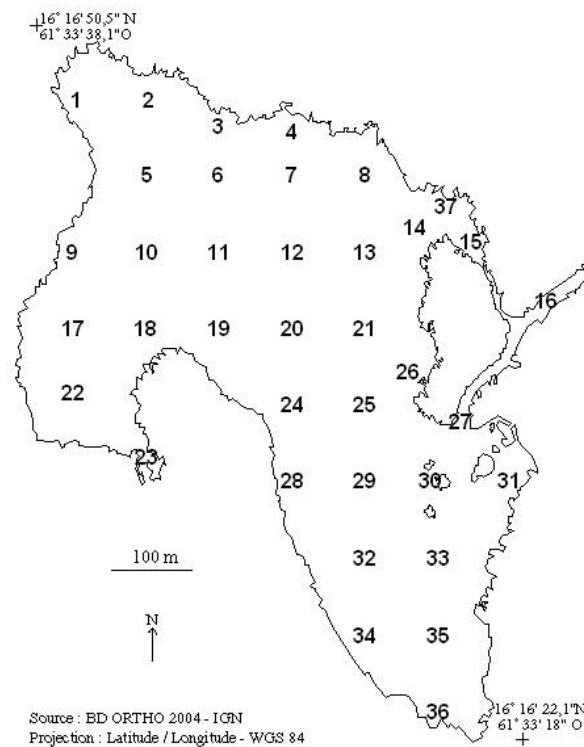 16° 16' 50,5" N
61° 33' 38,1"O
1 2
3 4
5 6 7 8
37
14 15
9 10 11 12 13
16
17 18 19 20 21
26
22
24 25
27
23
28 29 30 31
100 m
32 33
N
34 35
36
16° 16' 22,1"N
61° 33' 18" O
Source : BD ORTHO 2004 - IGN
Projection : Latitude / Longitude - WGS 84